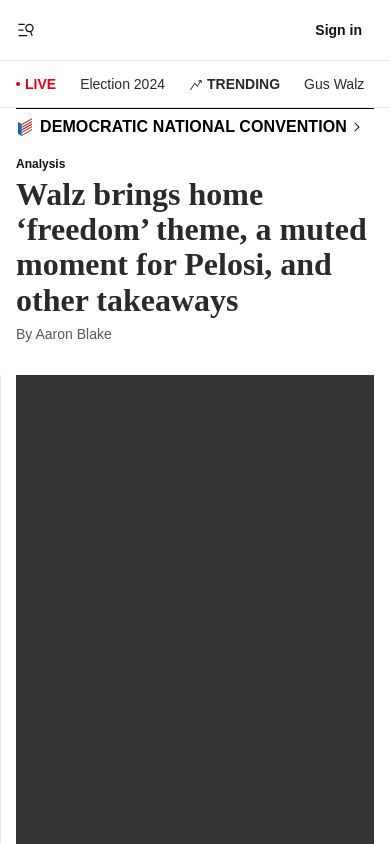 Sign in
LIVE
Election 2024
TRENDING
Gus Walz
DEMOCRATIC NATIONAL CONVENTION
Analysis
Walz brings home
‘freedom’ theme, a muted
moment for Pelosi, and
other takeaways
By Aaron Blake